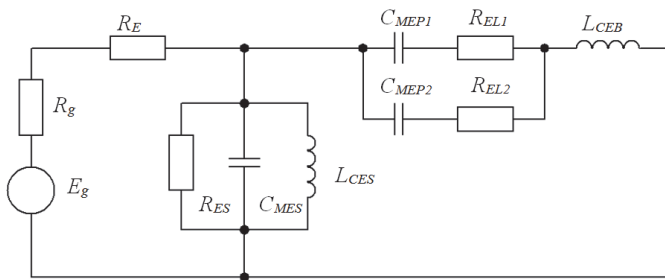 R_E
C_MEP1
R_EL1
L_CEB
R_g
C_MEP2
R_EL2
E_g
R_ES
C_MES
L_CES